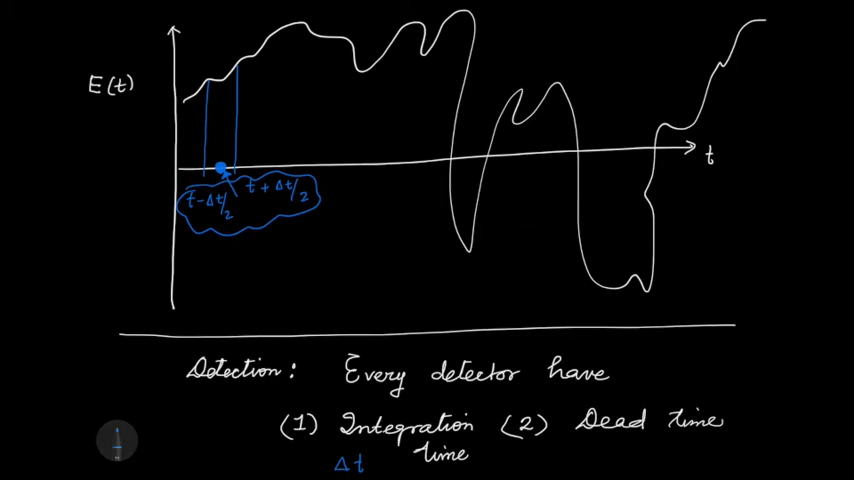 E(t)
t
t-Δt/2 t+Δt/2
Detection: Every detector have
(1) Integration (2) Dead time
time
Δt